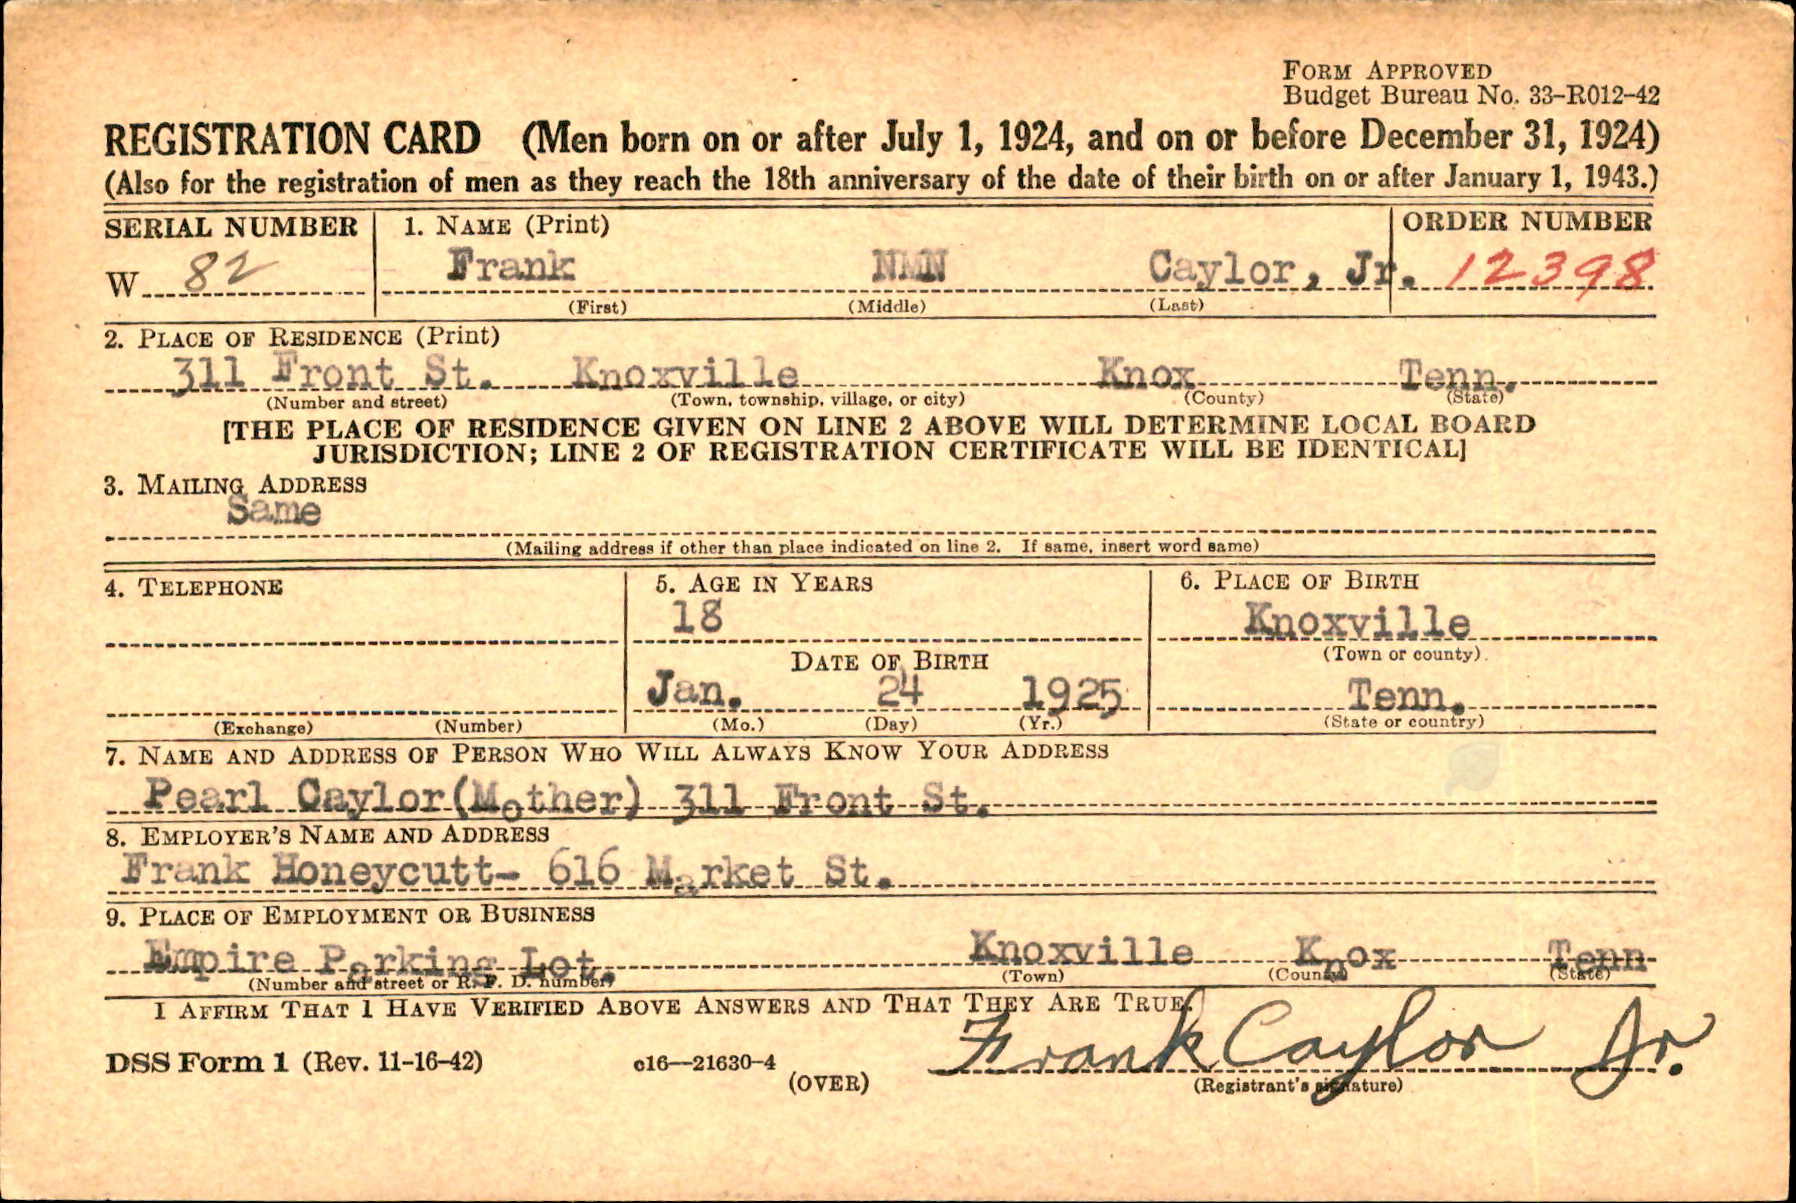 FORM APPROVED
Budget Bureau No. 33-R012-42
REGISTRATION CARD (Men born on or after July 1, 1924, and on or before December 31, 1924)
(Also for the registration of men as they reach the 18th anniversary of the date of their birth on or after January 1, 1943.)
SERIAL NUMBER 1. NAME (Print) ORDER NUMBER
W 82 Frank NMN Caylor, Jr. 12398
(First) (Middle) (Last)
2. PLACE OF RESIDENCE (Print)
311 Front St. Knoxville Knox Tenn.
(Number and street) (Town, township, village, or city) (County) (State)
[THE PLACE OF RESIDENCE GIVEN ON LINE 2 ABOVE WILL DETERMINE LOCAL BOARD
JURISDICTION; LINE 2 OF REGISTRATION CERTIFICATE WILL BE IDENTICAL]
3. MAILING ADDRESS
Same
(Mailing address if other than place indicated on line 2. If same, insert word same)
4. TELEPHONE 5. AGE IN YEARS 6. PLACE OF BIRTH
18 Knoxville
(Town or county)
DATE OF BIRTH
Jan. 24 1925 Tenn.
(Exchange) (Number) (Mo.) (Day) (Yr.) (State or country)
7. NAME AND ADDRESS OF PERSON WHO WILL ALWAYS KNOW YOUR ADDRESS
Pearl Caylor(Mother) 311 Front St.
8. EMPLOYER'S NAME AND ADDRESS
Frank Honeycutt- 616 Market St.
9. PLACE OF EMPLOYMENT OR BUSINESS
Empire Parking Lot. Knoxville Knox Tenn
(Number and street or R. F. D. number) (Town) (County) (State)
I AFFIRM THAT I HAVE VERIFIED ABOVE ANSWERS AND THAT THEY ARE TRUE.
Frank Caylor Jr.
DSS Form 1 (Rev. 11-16-42) c16—21630-4 (OVER) (Registrant's signature)